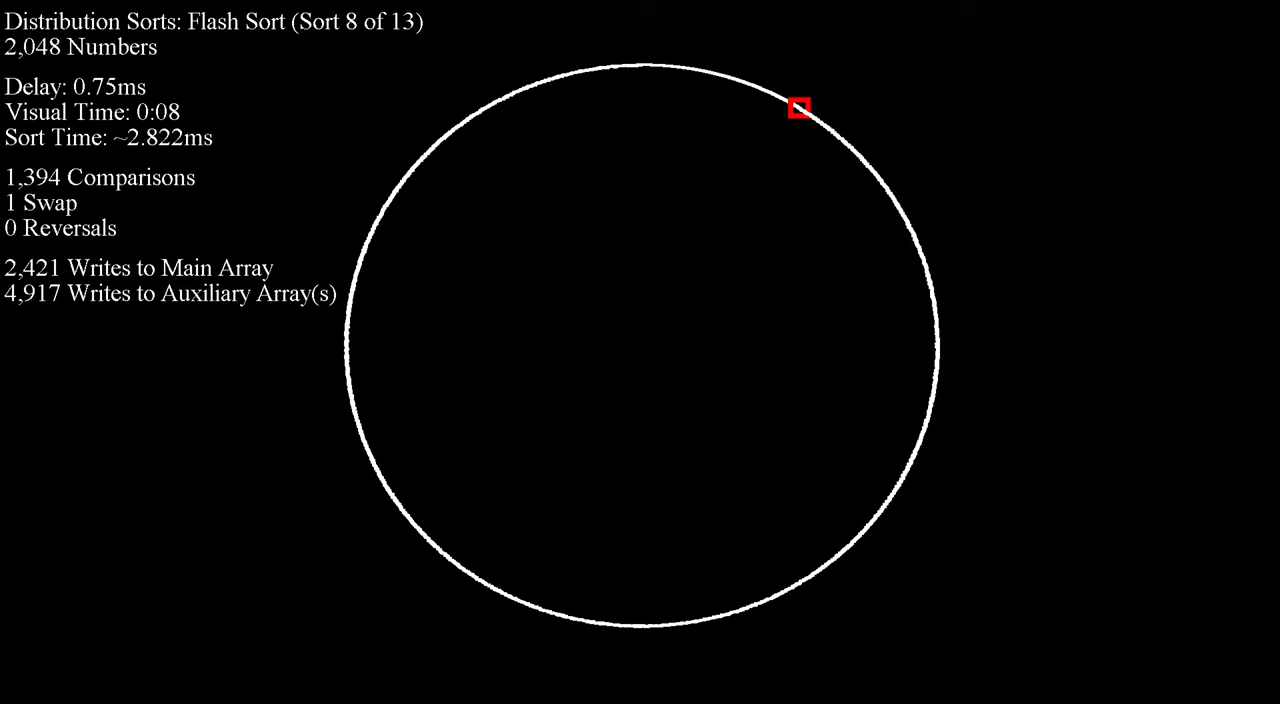 Distribution Sorts: Flash Sort (Sort 8 of 13)
2,048 Numbers
Delay: 0.75ms
Visual Time: 0:08
Sort Time: ~2.822ms
1,394 Comparisons
1 Swap
0 Reversals
2,421 Writes to Main Array
4,917 Writes to Auxiliary Array(s)